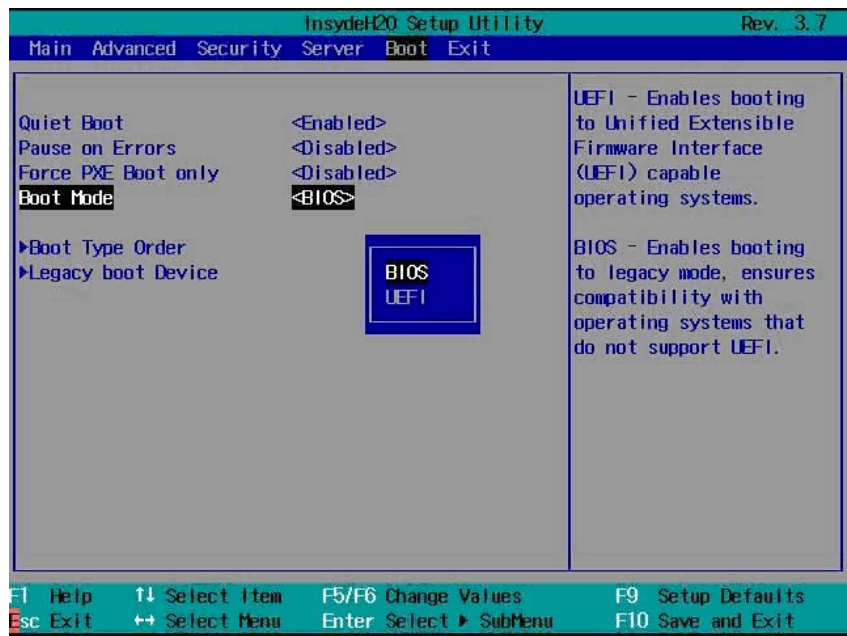 InsydeH2O Setup Utility Rev. 3.7
Main Advanced Security Server Boot Exit
Quiet Boot <Enabled>
Pause on Errors <Disabled>
Force PXE Boot only <Disabled>
Boot Mode <BIOS>
▶Boot Type Order
▶Legacy boot Device
BIOS
UEFI
UEFI - Enables booting
to Unified Extensible
Firmware Interface
(UEFI) capable
operating systems.
BIOS - Enables booting
to legacy mode, ensures
compatibility with
operating systems that
do not support UEFI.
F1 Help ↑↓ Select Item F5/F6 Change Values F9 Setup Defaults
Esc Exit ↔ Select Menu Enter Select ▶ SubMenu F10 Save and Exit